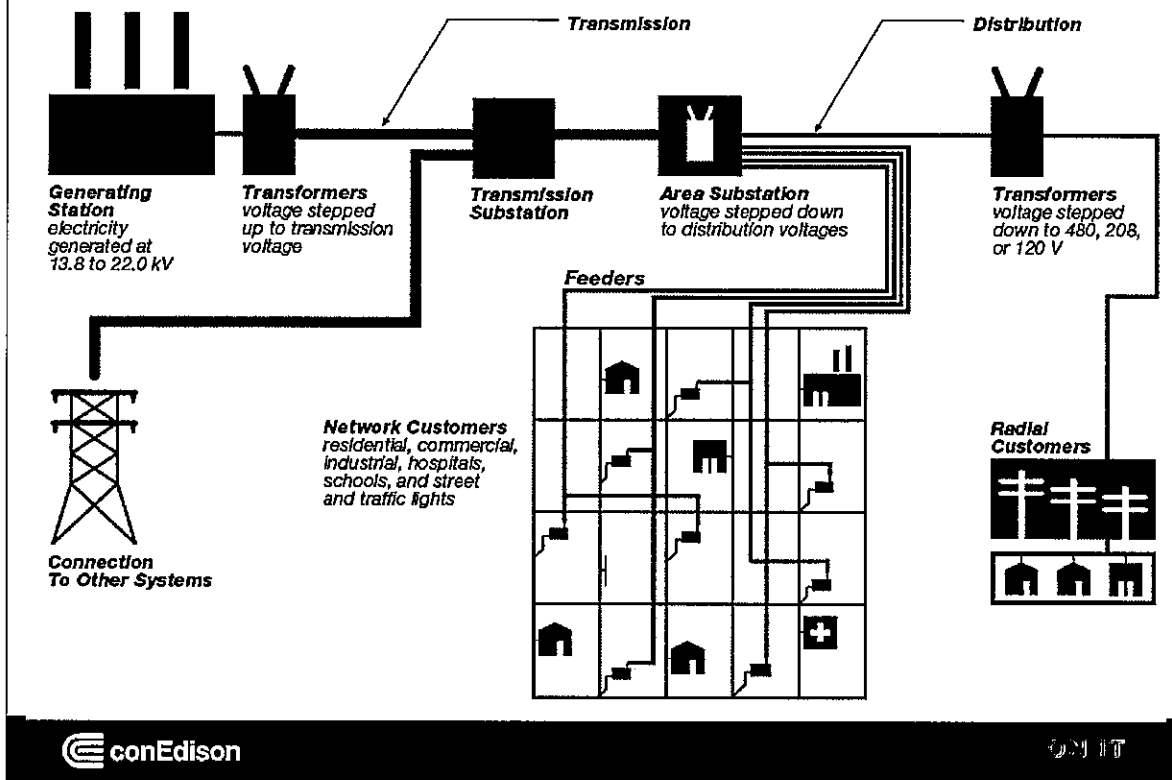 Transmission
Distribution
Generating
Station
electricity
generated at
13.8 to 22.0 kV
Transformers
voltage stepped
up to transmission
voltage
Transmission
Substation
Area Substation
voltage stepped down
to distribution voltages
Transformers
voltage stepped
down to 480, 208,
or 120 V
Feeders
Network Customers
residential, commercial,
industrial, hospitals,
schools, and street
and traffic lights
Radial
Customers
Connection
To Other Systems
conEdison
ON IT